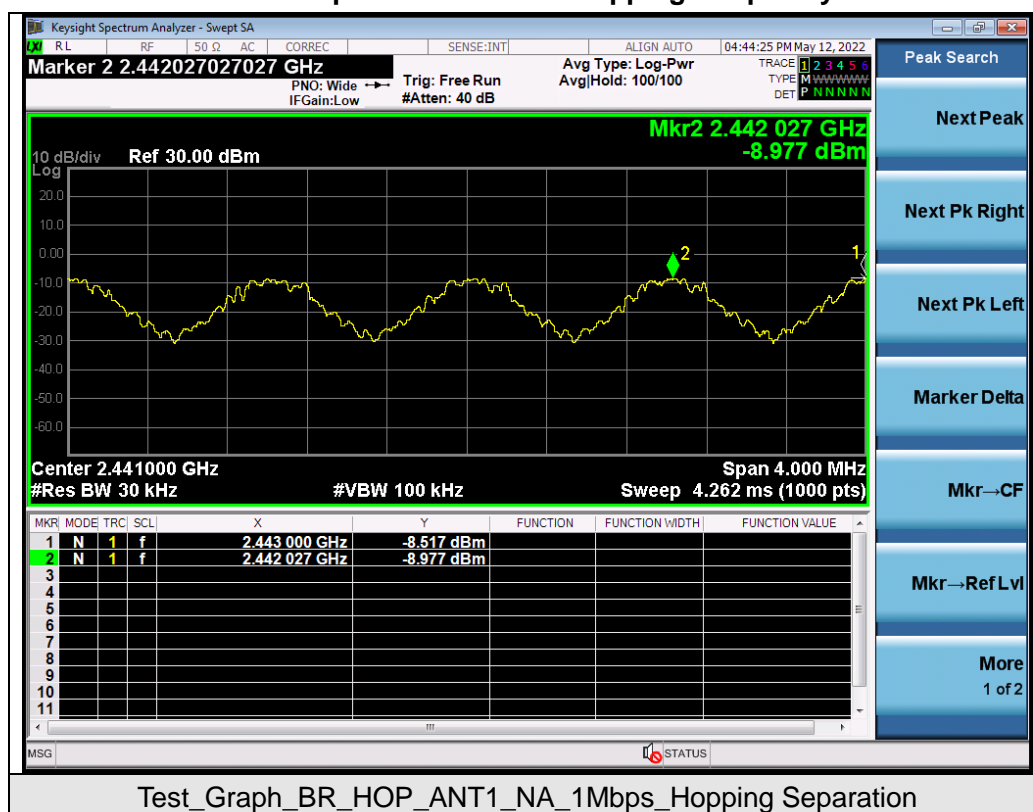 Keysight Spectrum Analyzer - Swept SA
LXI RL RF 50 Ω AC CORREC SENSE:INT ALIGN AUTO 04:44:25 PM May 12, 2022
Marker 2 2.442027027027 GHz
PNO: Wide
IFGain:Low
Trig: Free Run
#Atten: 40 dB
Avg Type: Log-Pwr
Avg|Hold: 100/100
TRACE 1 2 3 4 5 6
TYPE M WWWWW
DET P N N N N N
Mkr2 2.442 027 GHz
-8.977 dBm
10 dB/div Ref 30.00 dBm
Log
20.0
10.0
0.00
-10.0
-20.0
-30.0
-40.0
-50.0
-60.0
2
1
Center 2.441000 GHz Span 4.000 MHz
#Res BW 30 kHz #VBW 100 kHz Sweep 4.262 ms (1000 pts)
MKR MODE TRC SCL X Y FUNCTION FUNCTION WIDTH FUNCTION VALUE
1 N 1 f 2.443 000 GHz -8.517 dBm
2 N 1 f 2.442 027 GHz -8.977 dBm
3
4
5
6
7
8
9
10
11
MSG STATUS
Peak Search
Next Peak
Next Pk Right
Next Pk Left
Marker Delta
Mkr→CF
Mkr→Ref Lvl
More
1 of 2
Test_Graph_BR_HOP_ANT1_NA_1Mbps_Hopping Separation